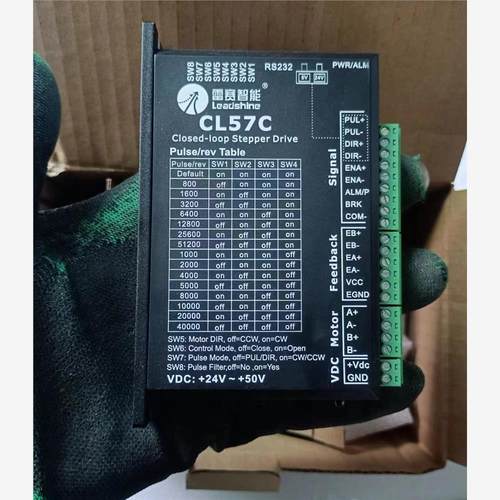 SW8
SW7
SW6
SW5
SW4
SW3
SW2
SW1
RS232
PWR/ALM
5V
24V
雷赛智能®
Leadshine
CL57C
Closed-loop Stepper Drive
Pulse/rev Table
Pulse/rev SW1 SW2 SW3 SW4
Default on on on on
800 off on on on
1600 on off on on
3200 off off on on
6400 on on off on
12800 off on off on
25600 on off off on
51200 off off off on
1000 on on on off
2000 off on on off
4000 on off on off
5000 off off on off
8000 on on off off
10000 off on off off
20000 on off off off
40000 off off off off
SW5: Motor DIR, off=CCW, on=CW
SW6: Control Mode, off=Close, on=Open
SW7: Pulse Mode, off=PUL/DIR, on=CW/CCW
SW8: Pulse Filter,off=No ,on=Yes
VDC: +24V ~ +50V
Signal
PUL+
PUL-
DIR+
DIR-
ENA+
ENA-
ALM/P
BRK
COM-
Feedback
EB+
EB-
EA+
EA-
VCC
EGND
Motor
A+
A-
B+
B-
VDC
+Vdc
GND